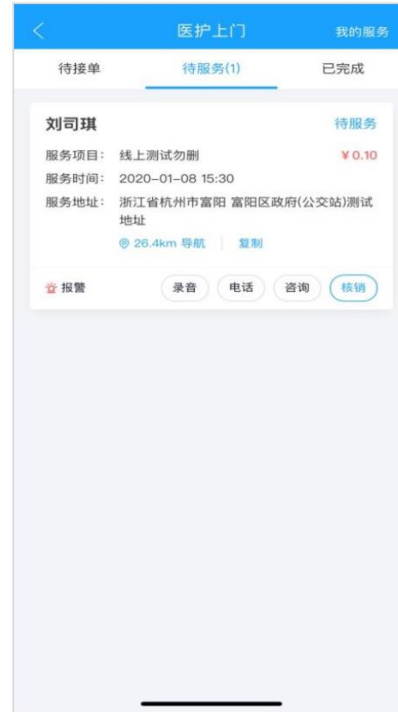 医护上门 我的服务
待接单 待服务(1) 已完成
刘司琪 待服务
服务项目: 线上测试勿删 ¥0.10
服务时间: 2020-01-08 15:30
服务地址: 浙江省杭州市富阳 富阳区政府(公交站)测试
地址
26.4km 导航 复制
报警 录音 电话 咨询 核销